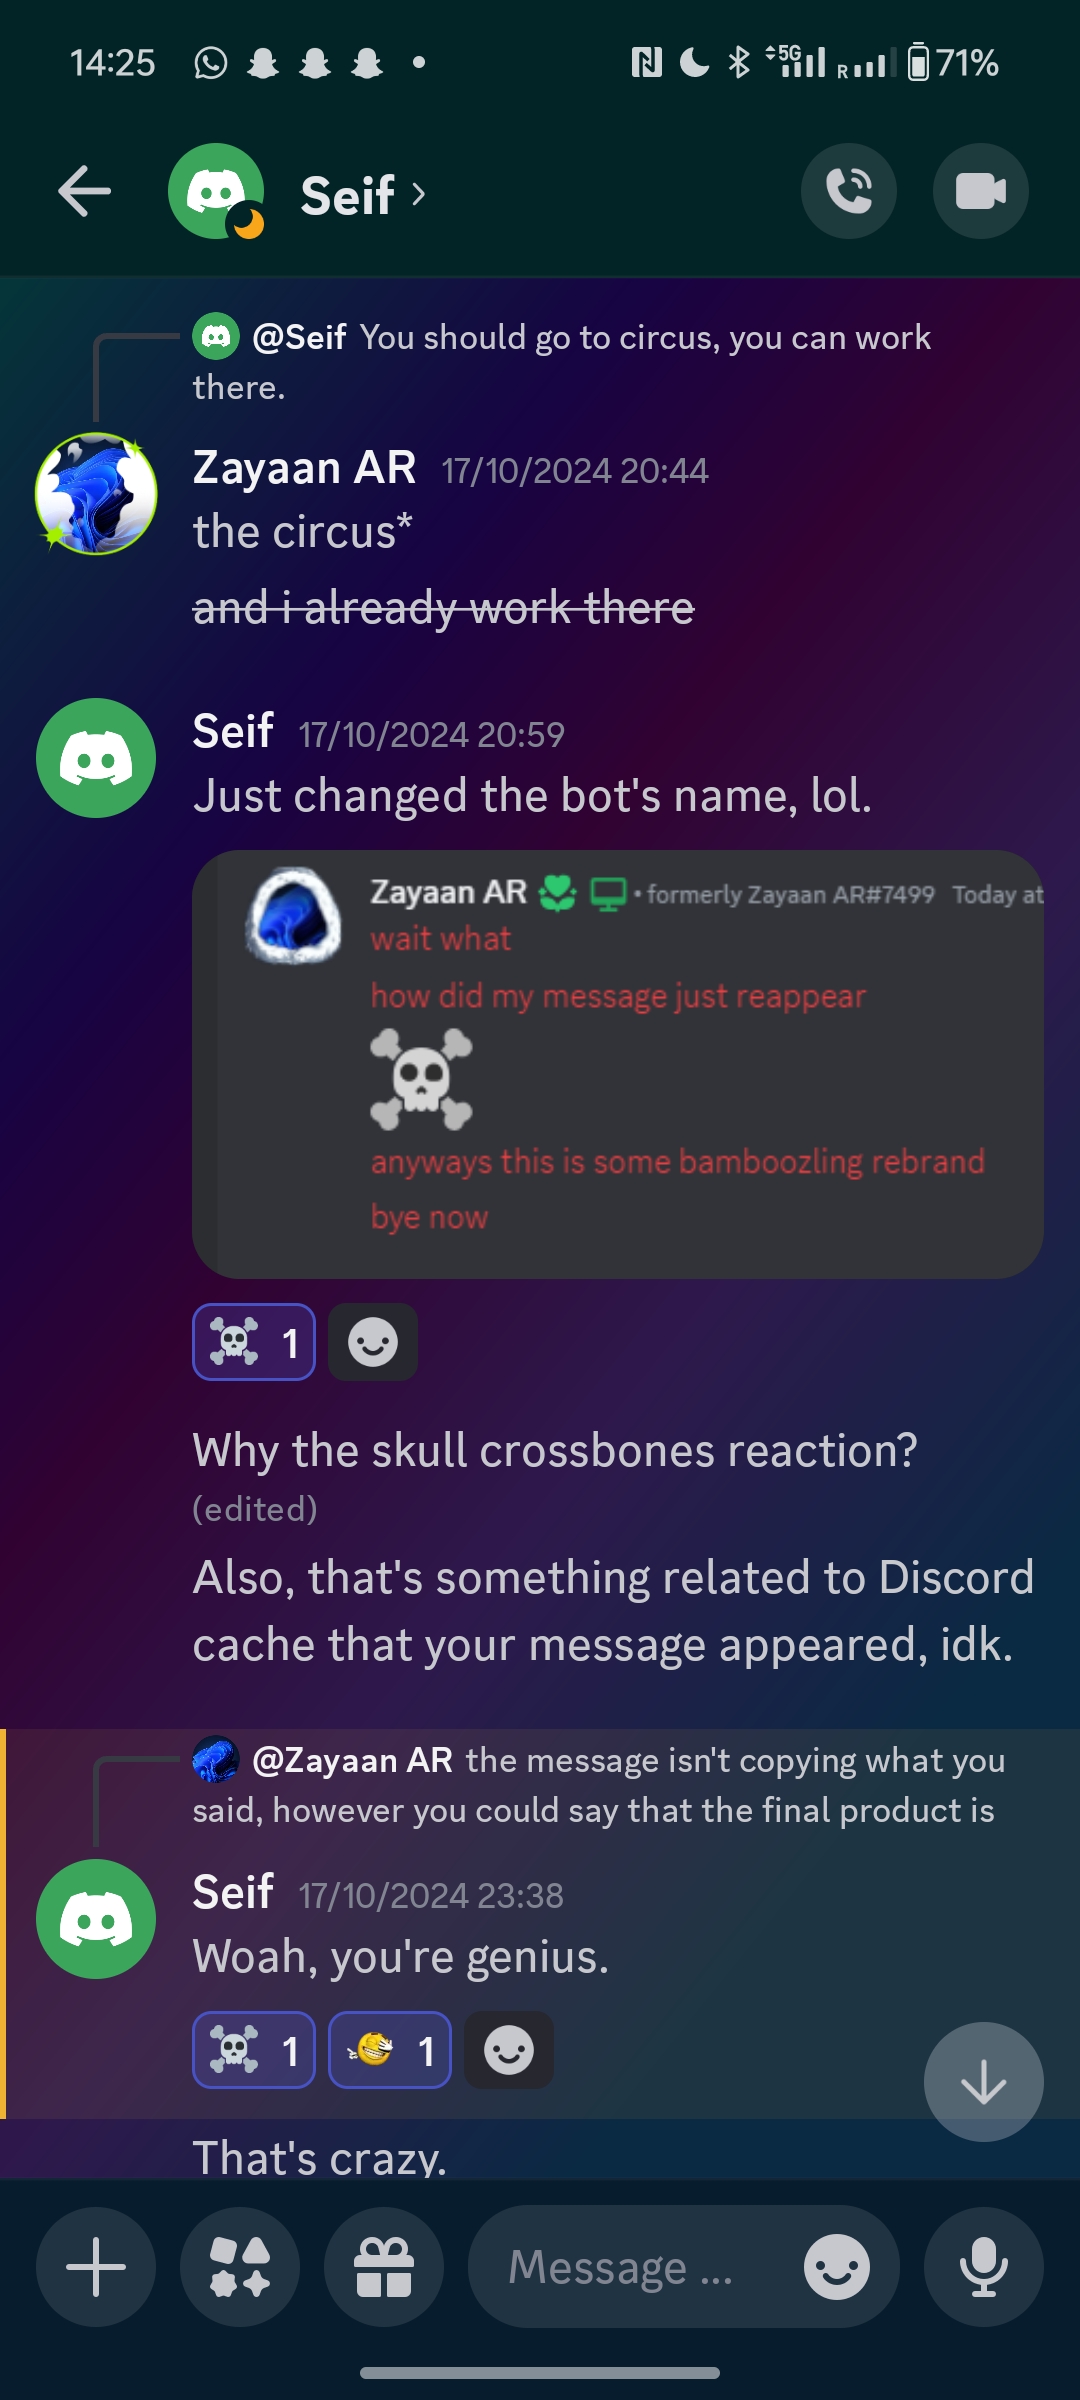 14:25 5G R 71%
Seif
@Seif You should go to circus, you can work
there.
Zayaan AR 17/10/2024 20:44
the circus*
and i already work there
Seif 17/10/2024 20:59
Just changed the bot's name, lol.
Zayaan AR • formerly Zayaan AR#7499 Today at
wait what
how did my message just reappear
anyways this is some bamboozling rebrand
bye now
1
Why the skull crossbones reaction?
(edited)
Also, that's something related to Discord
cache that your message appeared, idk.
@Zayaan AR the message isn't copying what you
said, however you could say that the final product is
Seif 17/10/2024 23:38
Woah, you're genius.
1 1
That's crazy.
Message ...